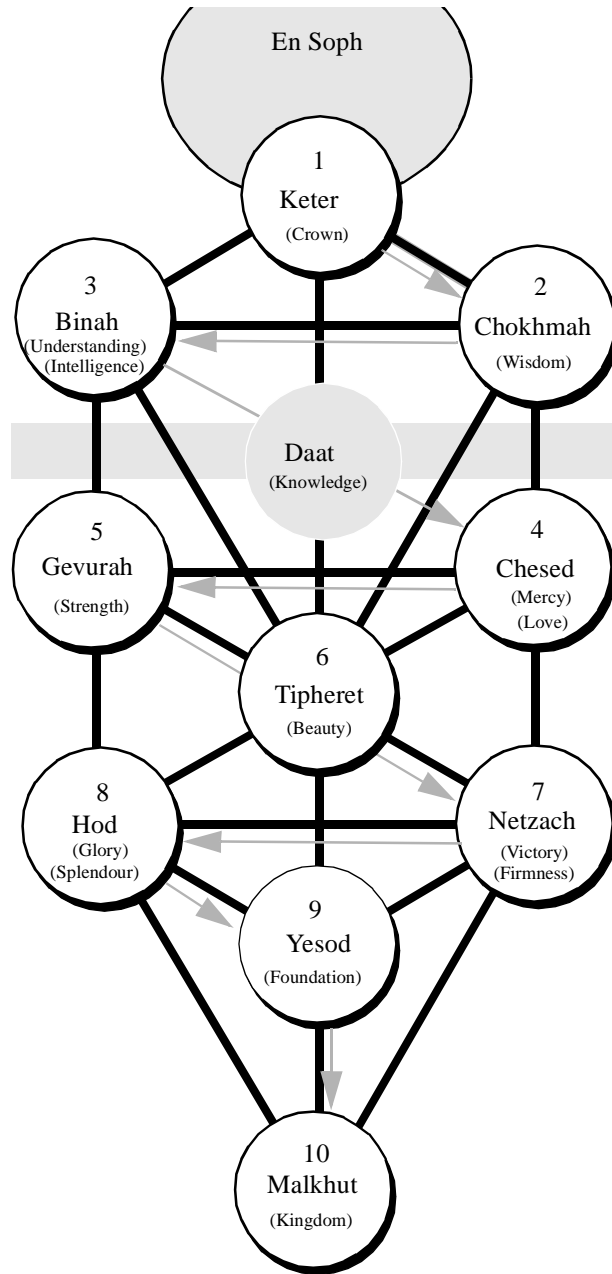 En Soph
1
Keter
(Crown)
3
Binah
(Understanding)
(Intelligence)
2
Chokhmah
(Wisdom)
Daat
(Knowledge)
5
Gevurah
(Strength)
4
Chesed
(Mercy)
(Love)
6
Tipheret
(Beauty)
8
Hod
(Glory)
(Splendour)
7
Netzach
(Victory)
(Firmness)
9
Yesod
(Foundation)
10
Malkhut
(Kingdom)